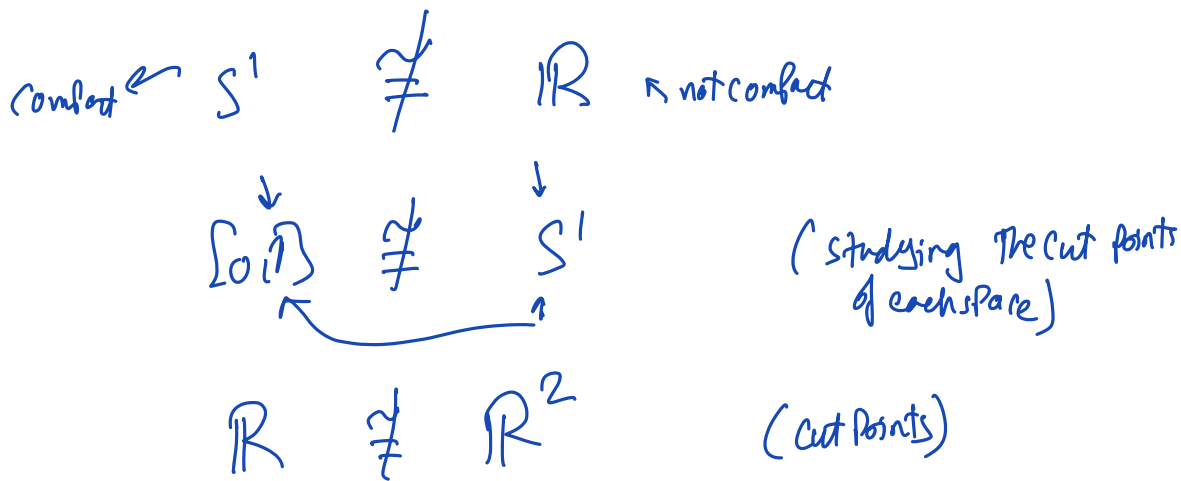 compact ← S¹ ≇ ℝ ↖ not compact
[0,1] ≇ S¹ (studying The cut points
of each space)
ℝ ≇ ℝ² (cut points)